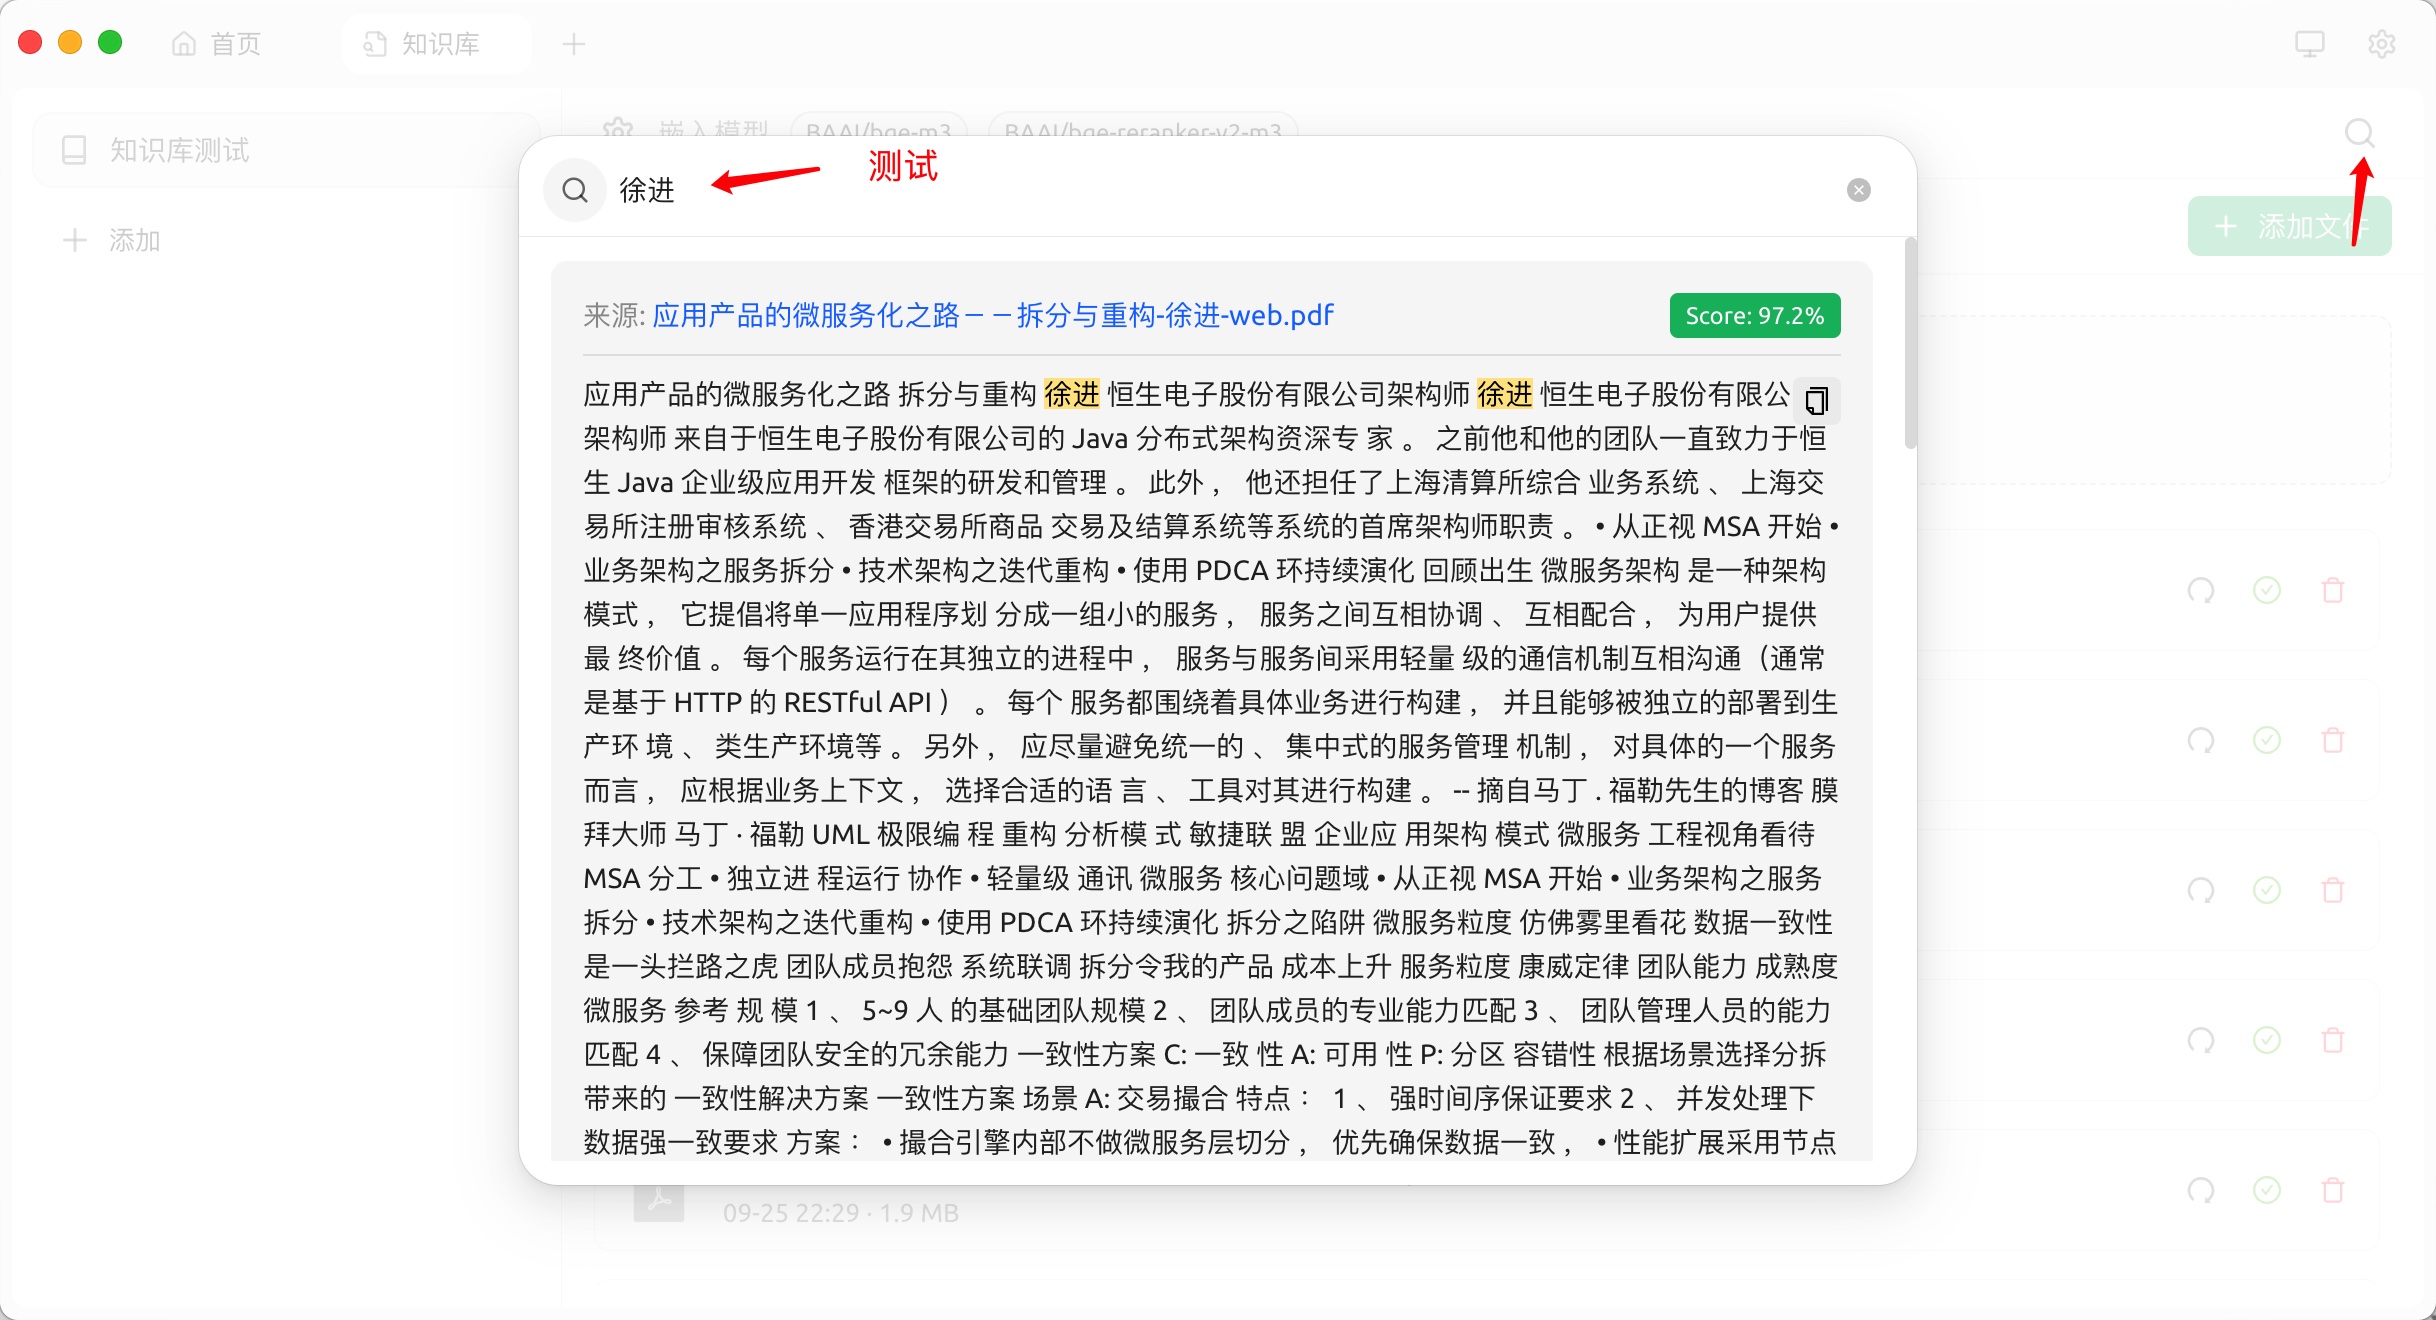 首页
知识库
知识库测试
添加
嵌入模型 BAAI/bge-m3 BAAI/bge-reranker-v2-m3
添加文件
徐进
测试
来源: 应用产品的微服务化之路－－拆分与重构-徐进-web.pdf
Score: 97.2%
应用产品的微服务化之路 拆分与重构 徐进 恒生电子股份有限公司架构师 徐进 恒生电子股份有限公
架构师 来自于恒生电子股份有限公司的 Java 分布式架构资深专 家 。 之前他和他的团队一直致力于恒
生 Java 企业级应用开发 框架的研发和管理 。 此外， 他还担任了上海清算所综合 业务系统 、 上海交
易所注册审核系统 、 香港交易所商品 交易及结算系统等系统的首席架构师职责 。 • 从正视 MSA 开始 •
业务架构之服务拆分 • 技术架构之迭代重构 • 使用 PDCA 环持续演化 回顾出生 微服务架构 是一种架构
模式， 它提倡将单一应用程序划 分成一组小的服务， 服务之间互相协调 、 互相配合， 为用户提供
最 终价值 。 每个服务运行在其独立的进程中， 服务与服务间采用轻量 级的通信机制互相沟通（通常
是基于 HTTP 的 RESTful API ） 。 每个 服务都围绕着具体业务进行构建， 并且能够被独立的部署到生
产环 境 、 类生产环境等 。 另外， 应尽量避免统一的 、 集中式的服务管理 机制， 对具体的一个服务
而言， 应根据业务上下文， 选择合适的语 言 、 工具对其进行构建 。 -- 摘自马丁 . 福勒先生的博客 膜
拜大师 马丁 · 福勒 UML 极限编 程 重构 分析模 式 敏捷联 盟 企业应 用架构 模式 微服务 工程视角看待
MSA 分工 • 独立进 程运行 协作 • 轻量级 通讯 微服务 核心问题域 • 从正视 MSA 开始 • 业务架构之服务
拆分 • 技术架构之迭代重构 • 使用 PDCA 环持续演化 拆分之陷阱 微服务粒度 仿佛雾里看花 数据一致性
是一头拦路之虎 团队成员抱怨 系统联调 拆分令我的产品 成本上升 服务粒度 康威定律 团队能力 成熟度
微服务 参考 规 模 1 、 5~9 人 的基础团队规模 2 、 团队成员的专业能力匹配 3 、 团队管理人员的能力
匹配 4 、 保障团队安全的冗余能力 一致性方案 C: 一致 性 A: 可用 性 P: 分区 容错性 根据场景选择分拆
带来的 一致性解决方案 一致性方案 场景 A: 交易撮合 特点： 1 、 强时间序保证要求 2 、 并发处理下
数据强一致要求 方案： • 撮合引擎内部不做微服务层切分， 优先确保数据一致， • 性能扩展采用节点
09-25 22:29 · 1.9 MB